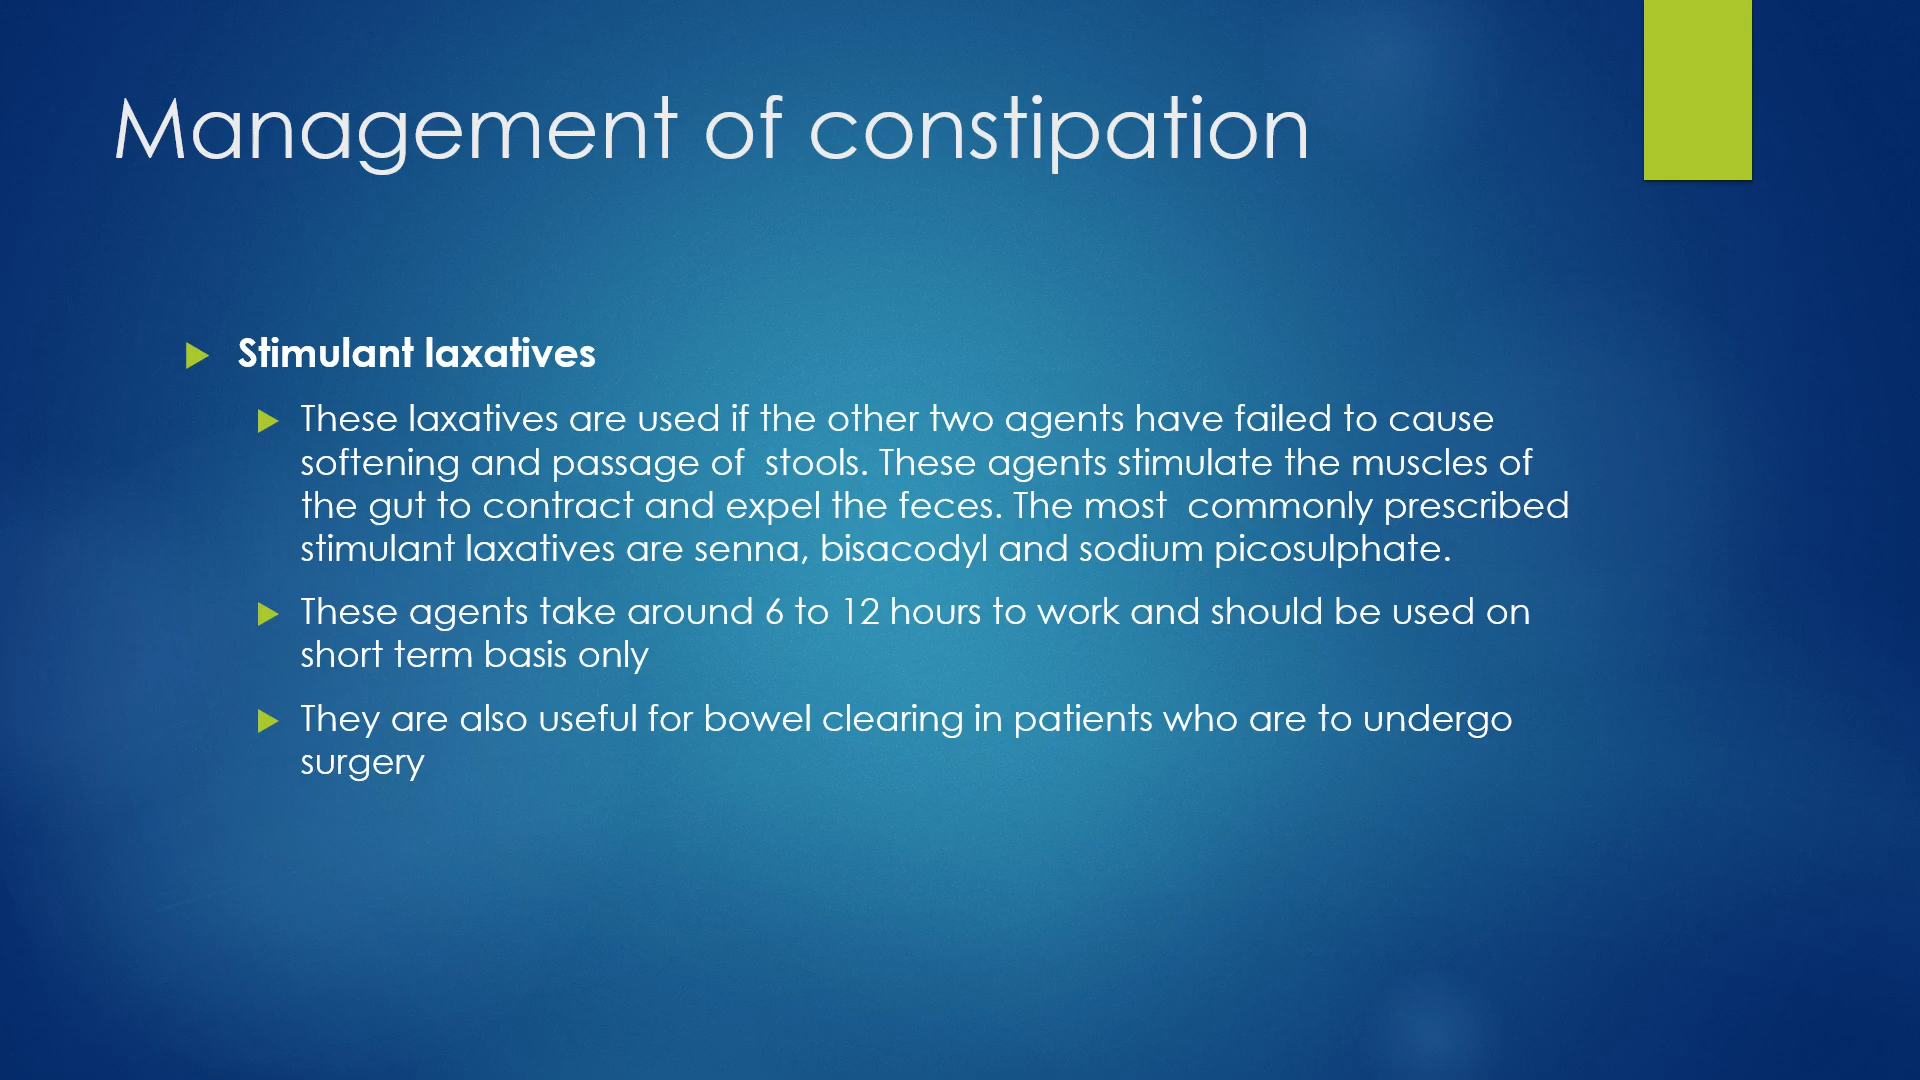 Management of constipation
Stimulant laxatives
These laxatives are used if the other two agents have failed to cause
softening and passage of  stools. These agents stimulate the muscles of
the gut to contract and expel the feces. The most  commonly prescribed
stimulant laxatives are senna, bisacodyl and sodium picosulphate.
These agents take around 6 to 12 hours to work and should be used on
short term basis only
They are also useful for bowel clearing in patients who are to undergo
surgery